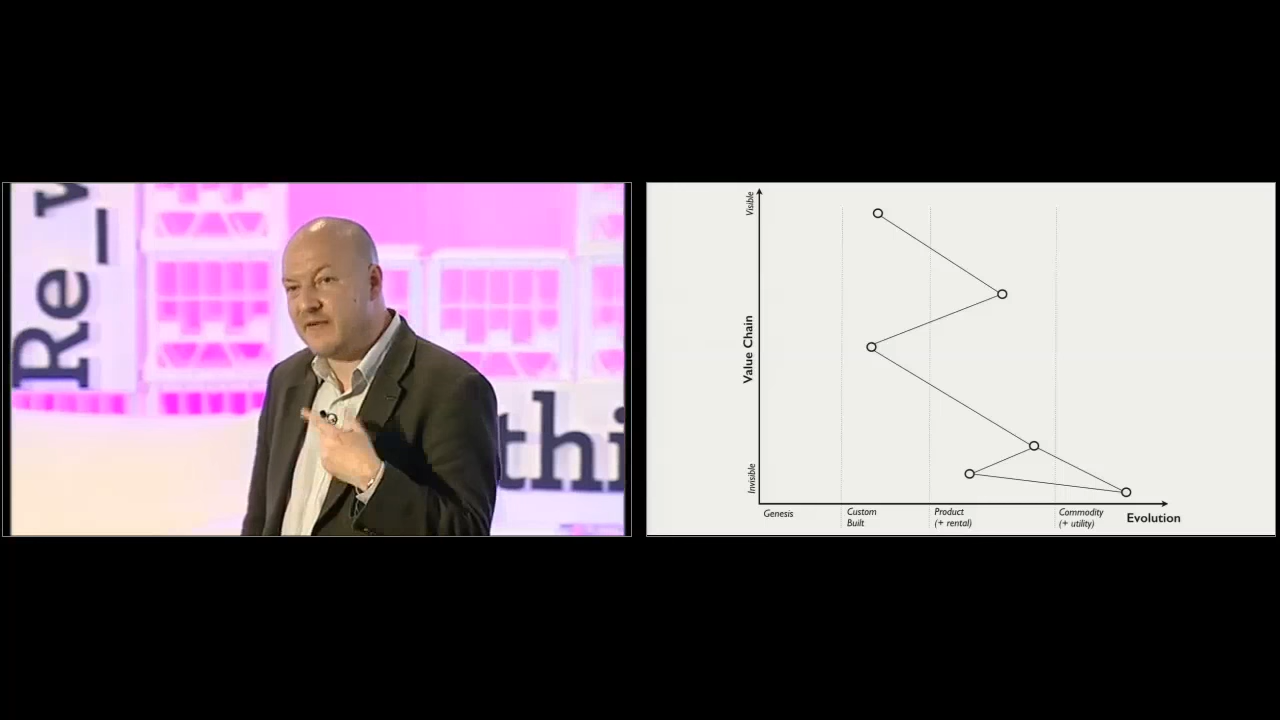 Re_
thi
Visible
Value Chain
Invisible
Genesis
Custom
Built
Product
(+ rental)
Commodity
(+ utility)
Evolution